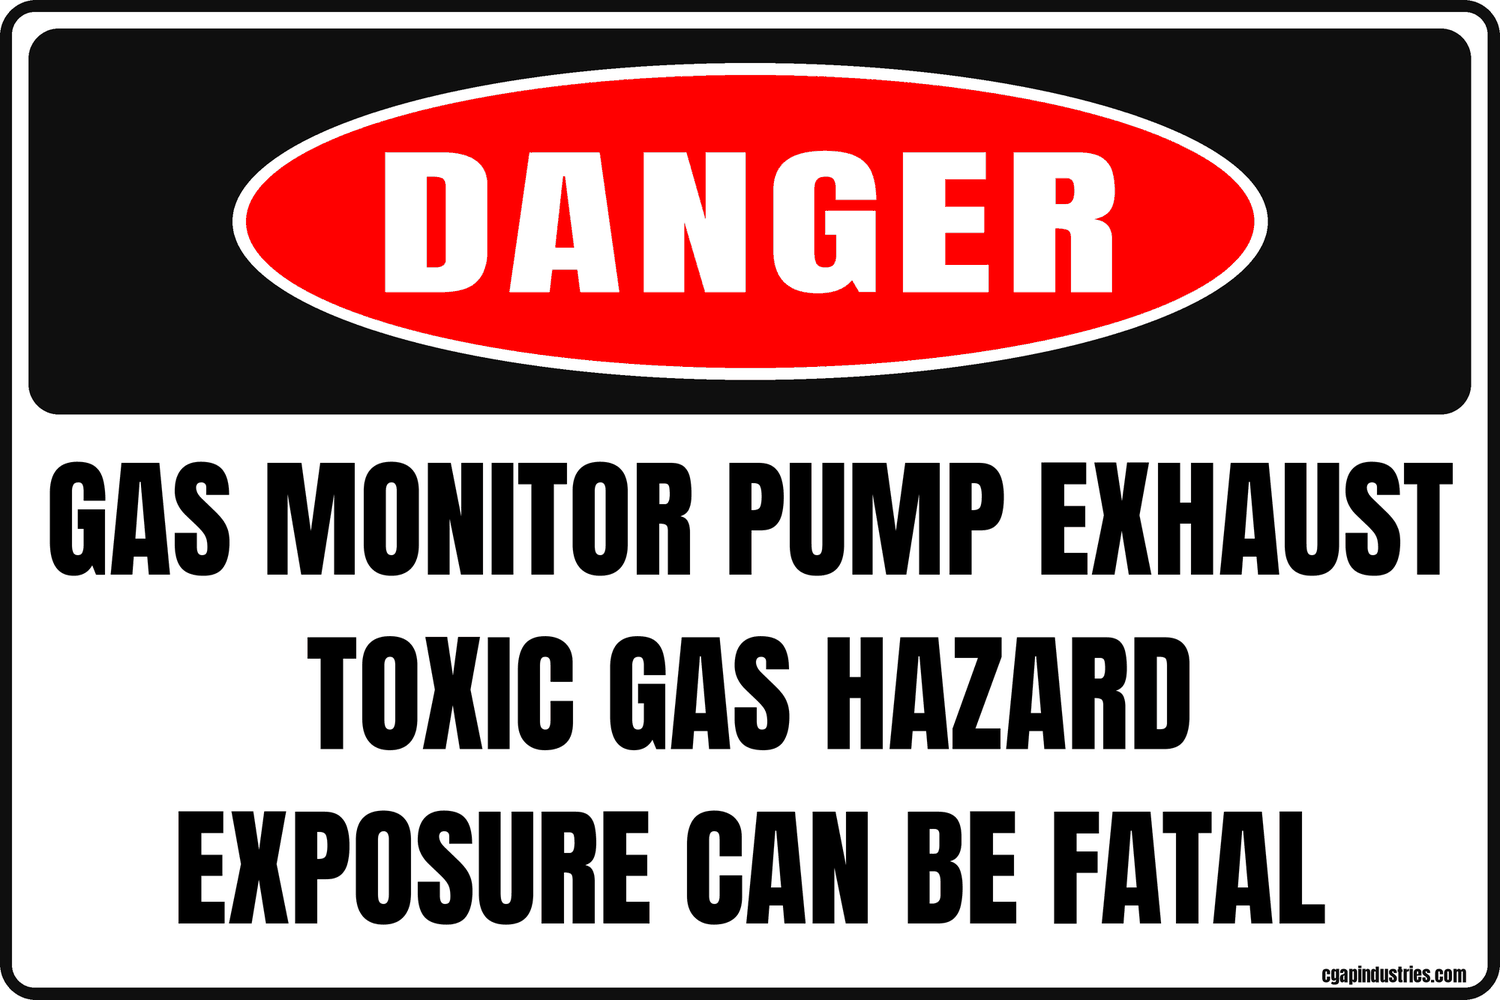 DANGER
GAS MONITOR PUMP EXHAUST
TOXIC GAS HAZARD
EXPOSURE CAN BE FATAL
cgapindustries.com